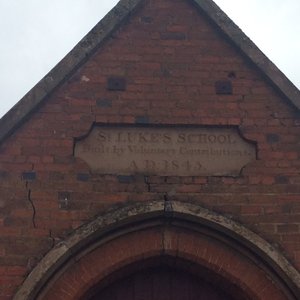 ST LUKE'S SCHOOL
Built by Voluntary Contributions
A.D. 1845